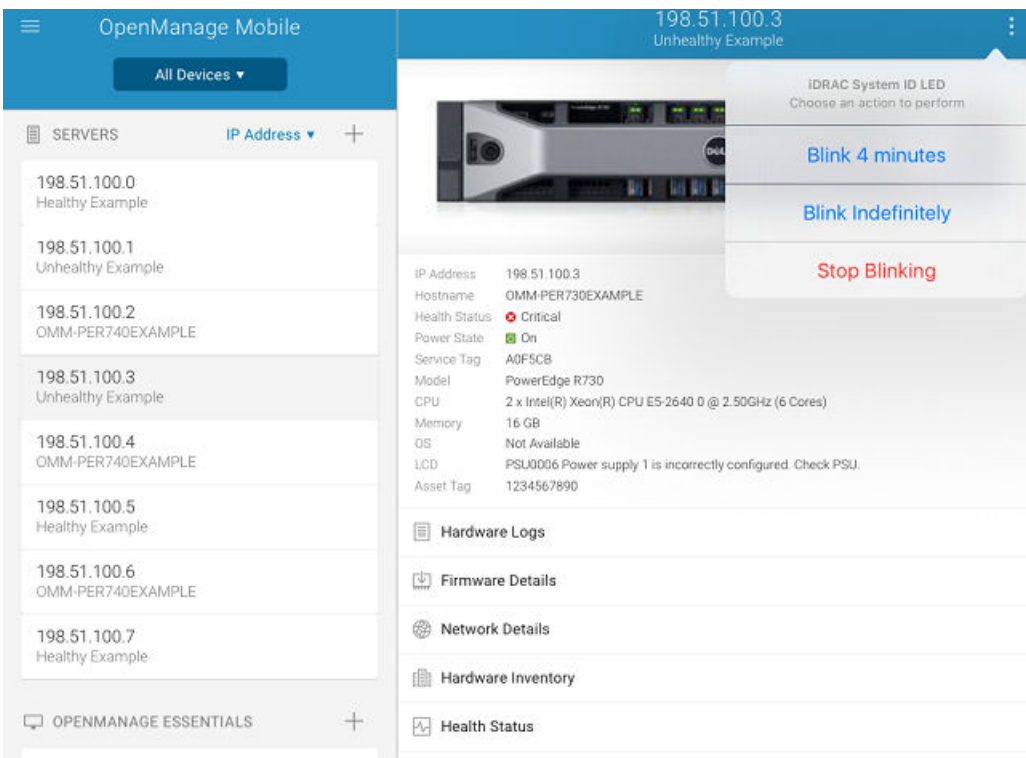 OpenManage Mobile
All Devices ▾
SERVERS
IP Address ▾
198.51.100.0
Healthy Example
198.51.100.1
Unhealthy Example
198.51.100.2
OMM-PER740EXAMPLE
198.51.100.3
Unhealthy Example
198.51.100.4
OMM-PER740EXAMPLE
198.51.100.5
Healthy Example
198.51.100.6
OMM-PER740EXAMPLE
198.51.100.7
Healthy Example
OPENMANAGE ESSENTIALS
198.51.100.3
Unhealthy Example
iDRAC System ID LED
Choose an action to perform
Blink 4 minutes
Blink Indefinitely
Stop Blinking
IP Address 198.51.100.3
Hostname OMM-PER730EXAMPLE
Health Status Critical
Power State On
Service Tag A0F5CB
Model PowerEdge R730
CPU 2 x Intel(R) Xeon(R) CPU E5-2640 0 @ 2.50GHz (6 Cores)
Memory 16 GB
OS Not Available
LCD PSU0006 Power supply 1 is incorrectly configured. Check PSU.
Asset Tag 1234567890
Hardware Logs
Firmware Details
Network Details
Hardware Inventory
Health Status